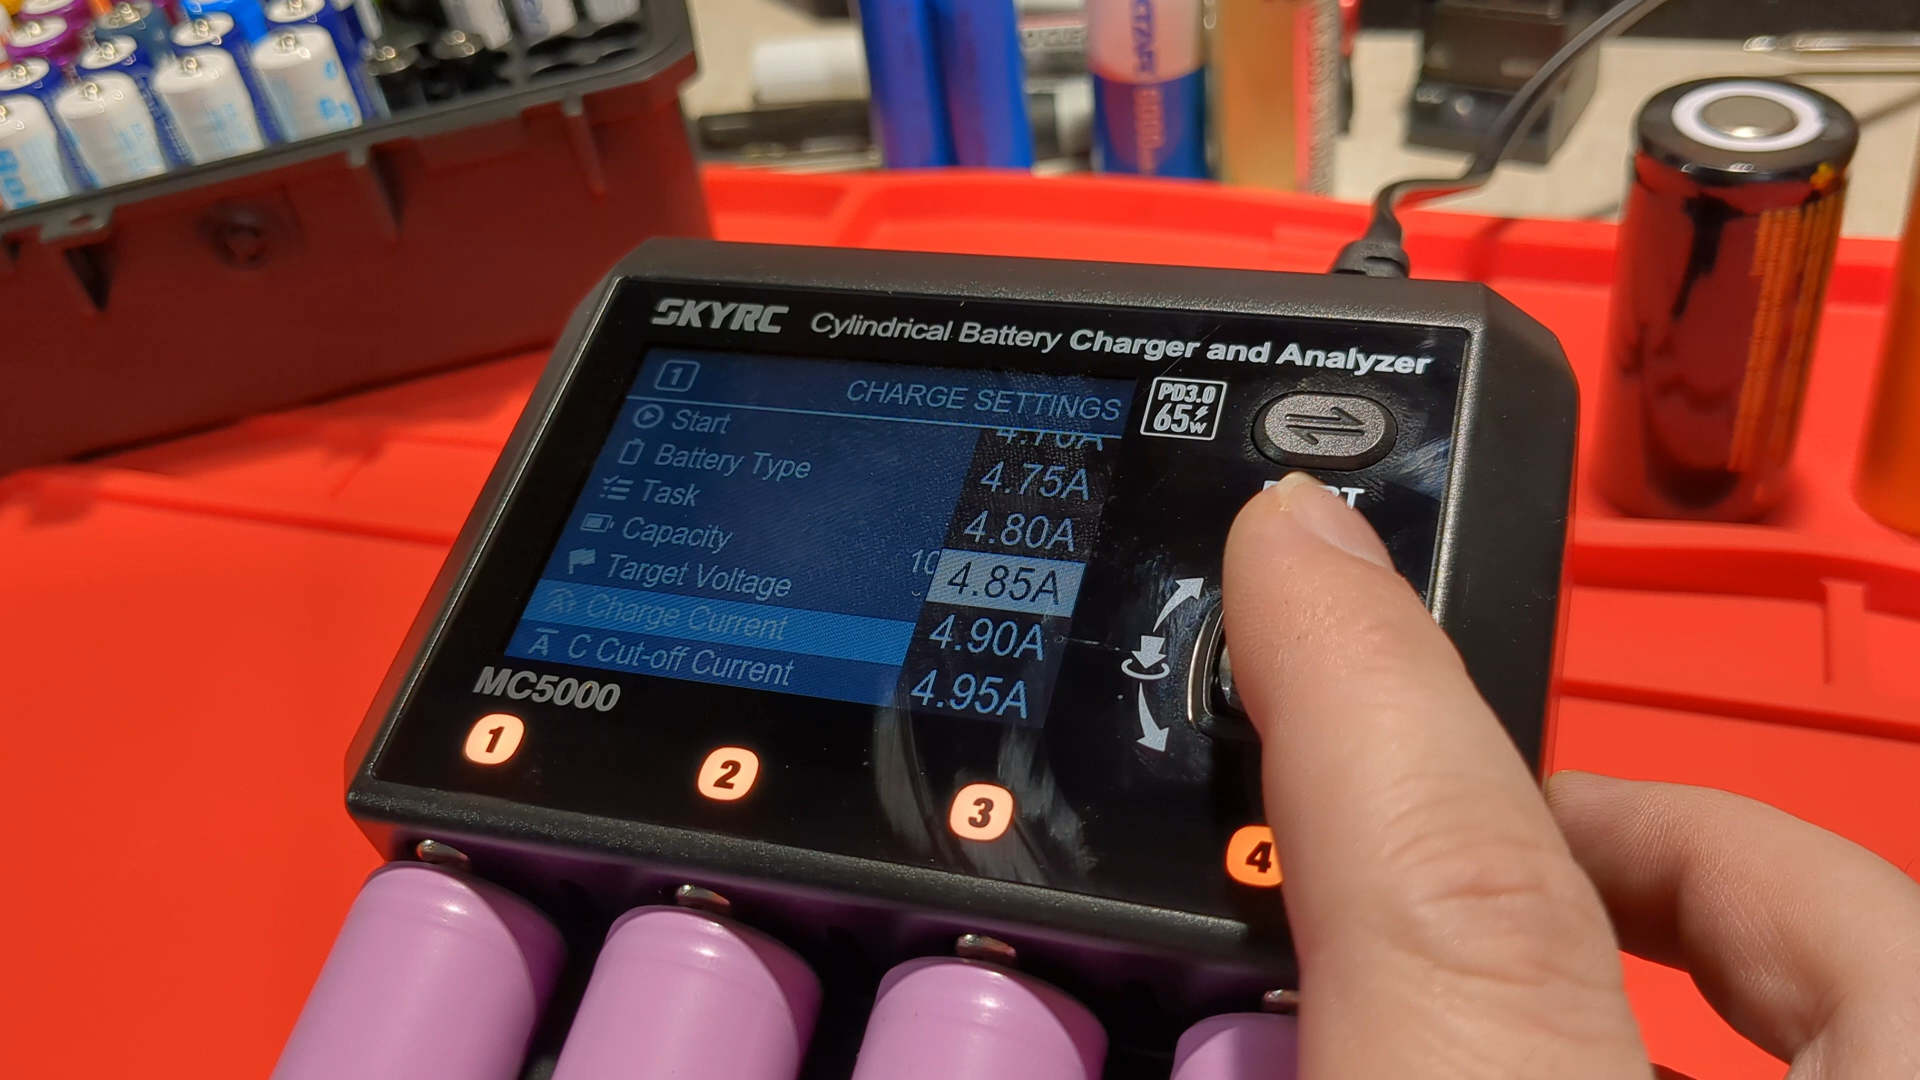 SKYRC Cylindrical Battery Charger and Analyzer
1 CHARGE SETTINGS
PD3.0
65W
Start
Battery Type 4.75A
Task 4.80A
Capacity 10
Target Voltage 4.85A
Charge Current 4.90A
C Cut-off Current 4.95A
MC5000
1
2
3
4